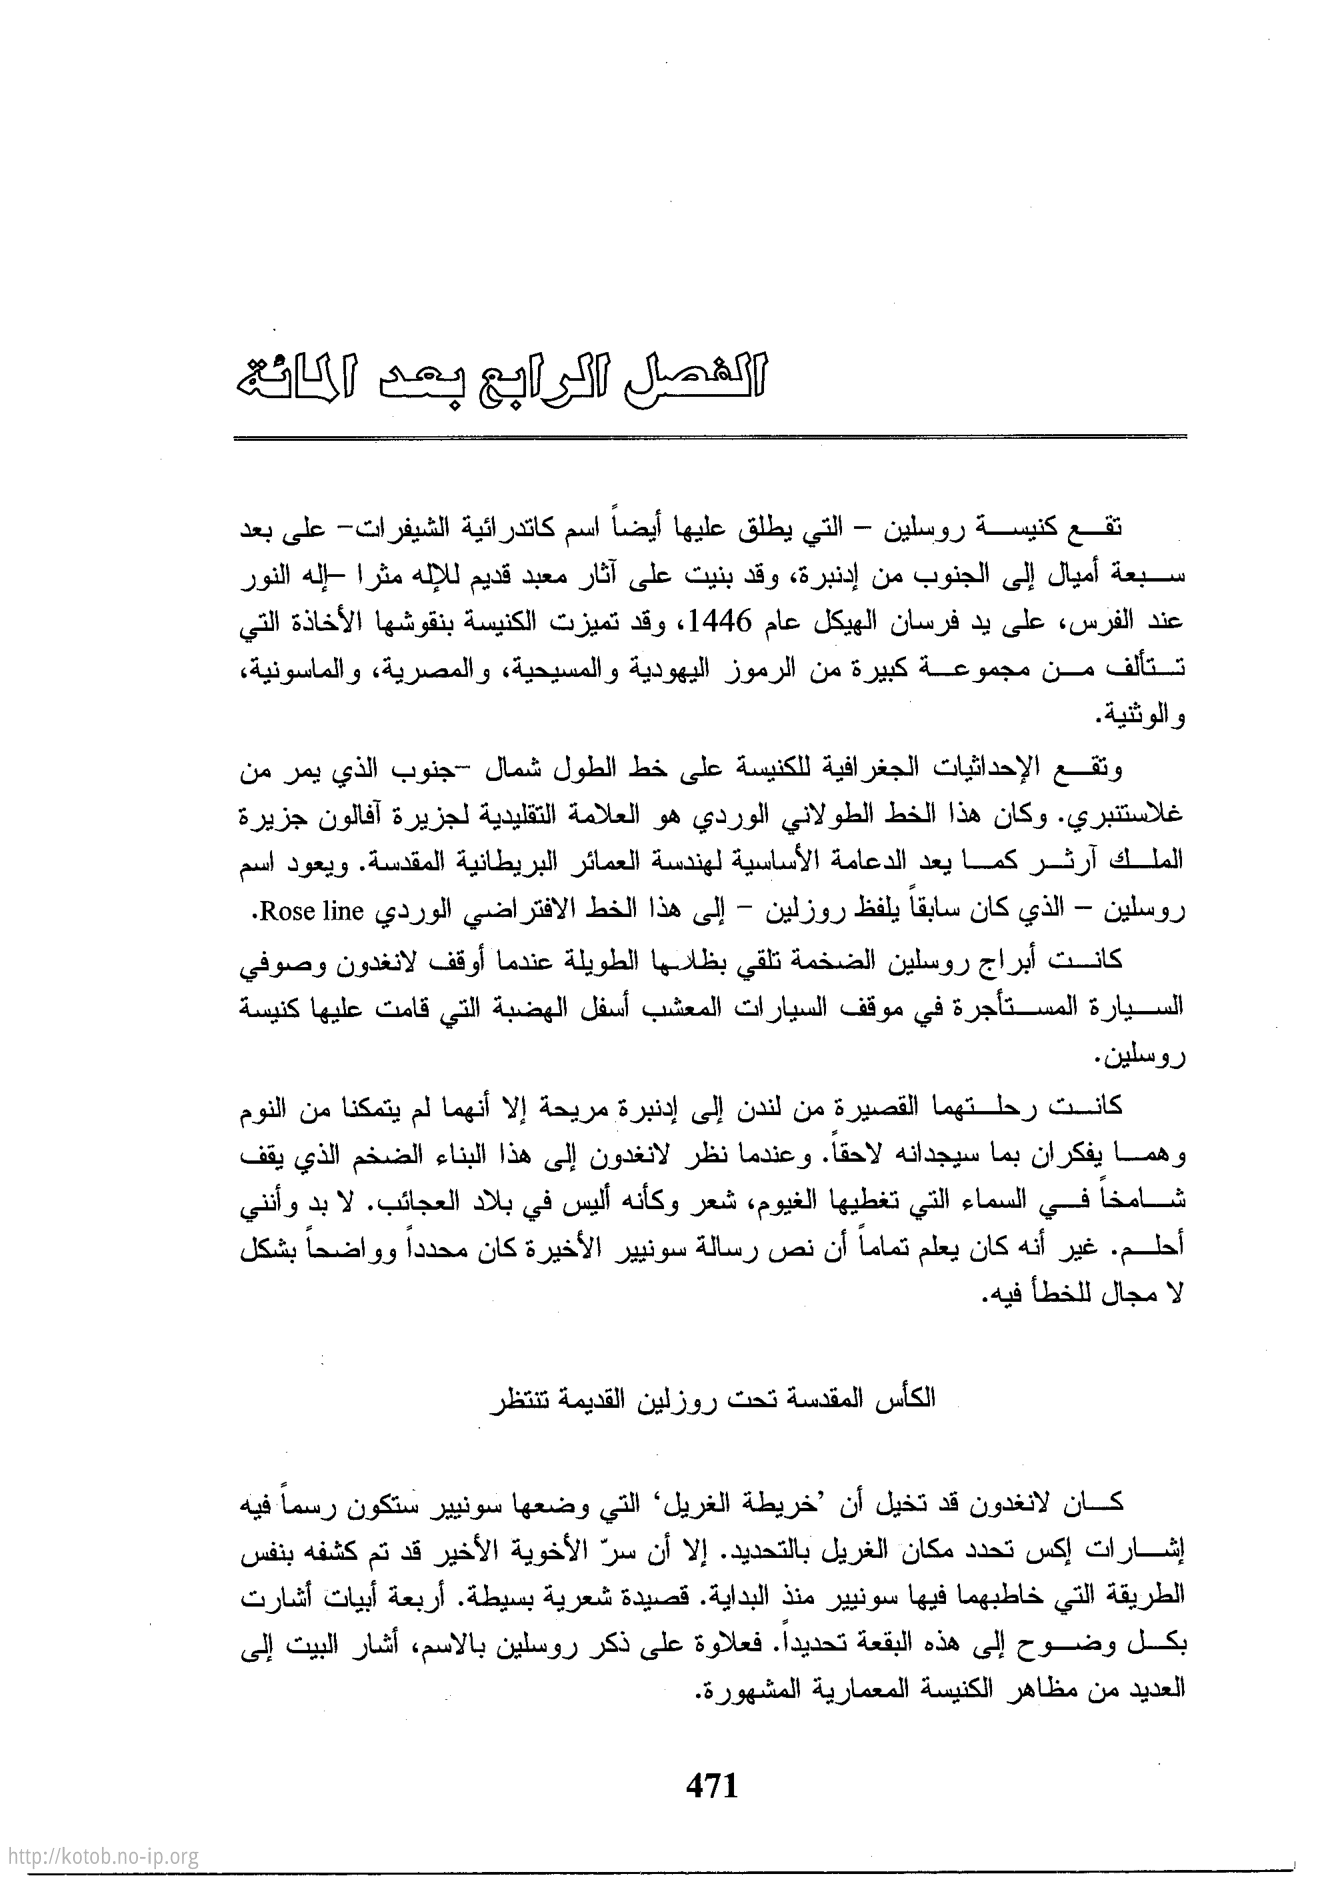 الفصل الرابع بعد المائة
تقع كنيسة روسلين – التي يطلق عليها أيضاً اسم كاتدرائية الشيفرات– على بعد
سبعة أميال إلى الجنوب من إدنبرة، وقد بنيت على آثار معبد قديم للإله مثرا –إله النور
عند الفرس، على يد فرسان الهيكل عام 1446، وقد تميزت الكنيسة بنقوشها الأخاذة التي
تتألف من مجموعة كبيرة من الرموز اليهودية والمسيحية، والمصرية، والماسونية،
والوثنية.
وتقع الإحداثيات الجغرافية للكنيسة على خط الطول شمال –جنوب الذي يمر من
غلاستنبري. وكان هذا الخط الطولاني الوردي هو العلامة التقليدية لجزيرة آفالون جزيرة
الملك آرثر كما يعد الدعامة الأساسية لهندسة العمائر البريطانية المقدسة. ويعود اسم
روسلين – الذي كان سابقاً يلفظ روزلين – إلى هذا الخط الافتراضي الوردي Rose line.
كانت أبراج روسلين الضخمة تلقي بظلالها الطويلة عندما أوقف لانغدون وصوفي
السيارة المستأجرة في موقف السيارات المعشب أسفل الهضبة التي قامت عليها كنيسة
روسلين.
كانت رحلتهما القصيرة من لندن إلى إدنبرة مريحة إلا أنهما لم يتمكنا من النوم
وهما يفكران بما سيجدانه لاحقاً. وعندما نظر لانغدون إلى هذا البناء الضخم الذي يقف
شامخاً في السماء التي تغطيها الغيوم، شعر وكأنه أليس في بلاد العجائب. لا بد وأنني
أحلم. غير أنه كان يعلم تماماً أن نص رسالة سونيير الأخيرة كان محدداً وواضحاً بشكل
لا مجال للخطأ فيه.
الكأس المقدسة تحت روزلين القديمة تنتظر
كان لانغدون قد تخيل أن ’خريطة الغريل‘ التي وضعها سونيير ستكون رسماً فيه
إشارات إكس تحدد مكان الغريل بالتحديد. إلا أن سرّ الأخوية الأخير قد تم كشفه بنفس
الطريقة التي خاطبهما فيها سونيير منذ البداية. قصيدة شعرية بسيطة. أربعة أبيات أشارت
بكل وضوح إلى هذه البقعة تحديداً. فعلاوة على ذكر روسلين بالاسم، أشار البيت إلى
العديد من مظاهر الكنيسة المعمارية المشهورة.
471
http://kotob.no-ip.org